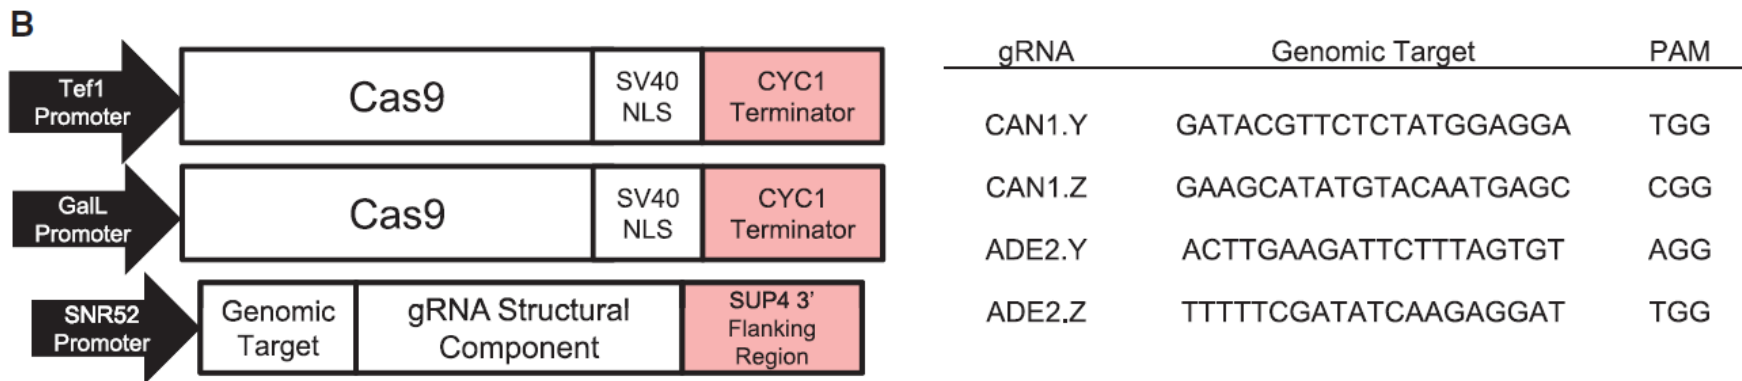 B
Tef1
Promoter
Cas9
SV40
NLS
CYC1
Terminator
GalL
Promoter
Cas9
SV40
NLS
CYC1
Terminator
SNR52
Promoter
Genomic
Target
gRNA Structural
Component
SUP4 3’
Flanking
Region
gRNA Genomic Target PAM
CAN1.Y GATACGTTCTCTATGGAGGA TGG
CAN1.Z GAAGCATATGTACAATGAGC CGG
ADE2.Y ACTTGAAGATTCTTTAGTGT AGG
ADE2.Z TTTTTCGATATCAAGAGGAT TGG